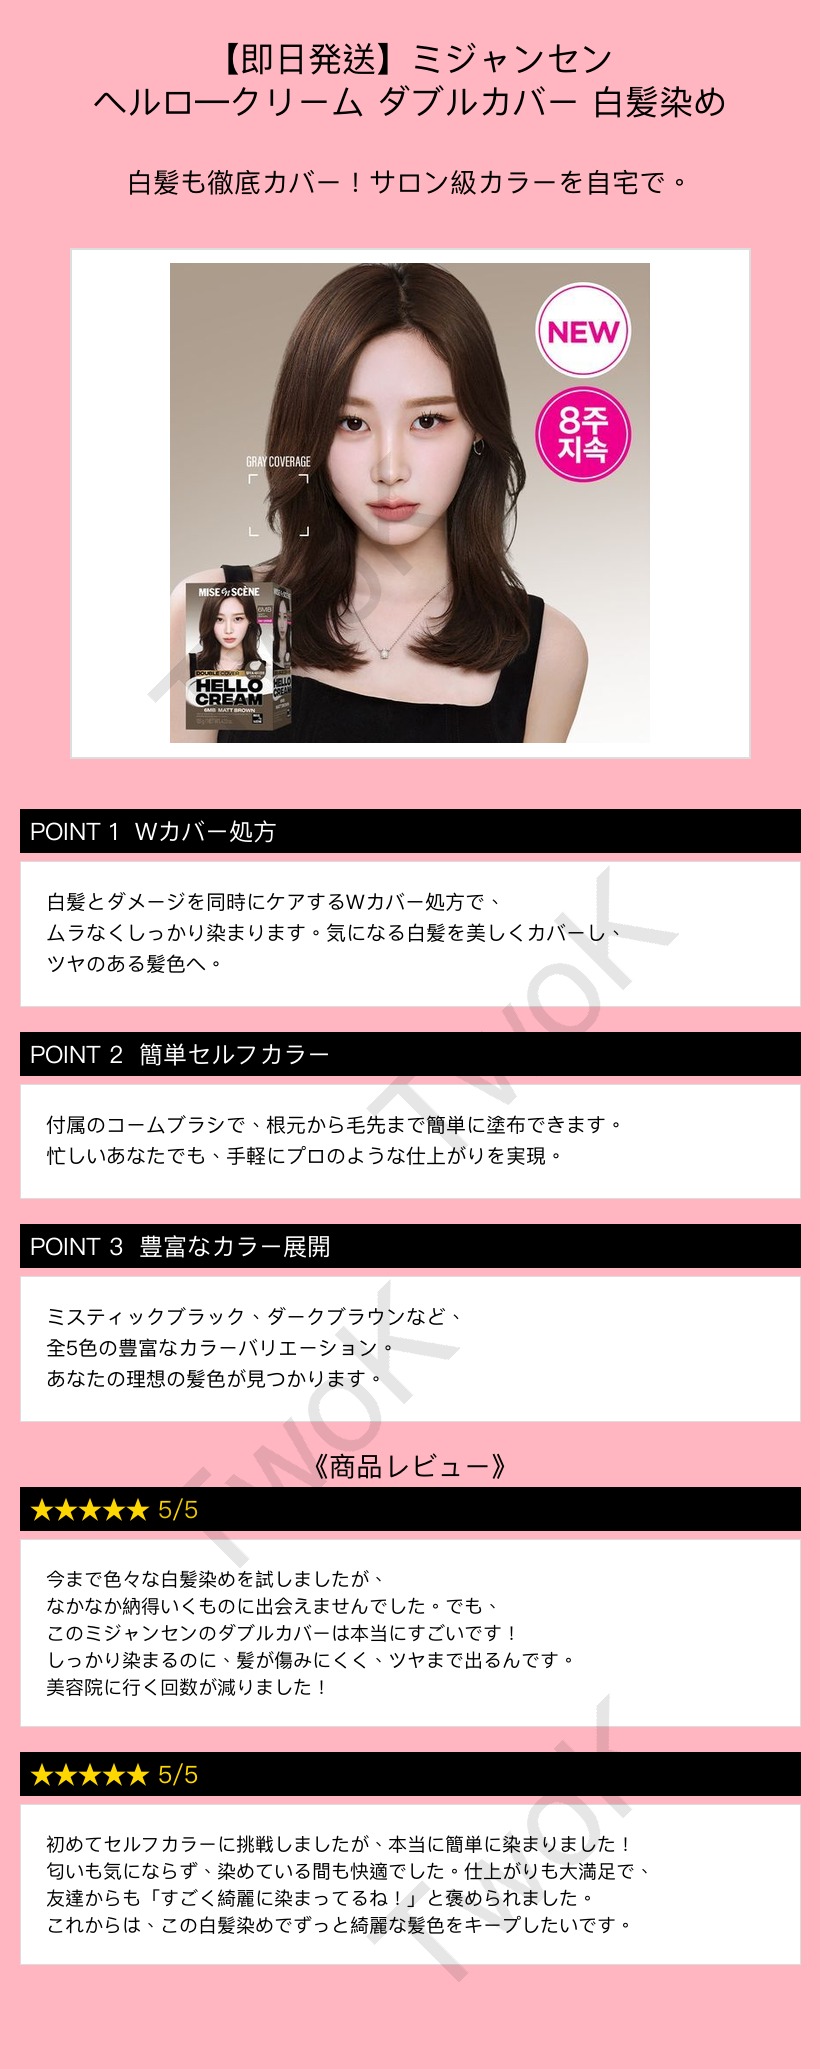 【即日発送】ミジャンセン
ヘルロークリーム ダブルカバー 白髪染め
白髪も徹底カバー！サロン級カラーを自宅で。
NEW
8주
지속
GRAY COVERAGE
MISE en SCÈNE
6MB
DOUBLE COVER
HELLO
CREAM
6MB MATT BROWN
HELLO
CREAM
MATT BROWN
POINT 1 Wカバー処方
白髪とダメージを同時にケアするWカバー処方で、
ムラなくしっかり染まります。気になる白髪を美しくカバーし、
ツヤのある髪色へ。
POINT 2 簡単セルフカラー
付属のコームブラシで、根元から毛先まで簡単に塗布できます。
忙しいあなたでも、手軽にプロのような仕上がりを実現。
POINT 3 豊富なカラー展開
ミスティックブラック、ダークブラウンなど、
全5色の豊富なカラーバリエーション。
あなたの理想の髪色が見つかります。
《商品レビュー》
★★★★★ 5/5
今まで色々な白髪染めを試しましたが、
なかなか納得いくものに出会えませんでした。でも、
このミジャンセンのダブルカバーは本当にすごいです！
しっかり染まるのに、髪が傷みにくく、ツヤまで出るんです。
美容院に行く回数が減りました！
★★★★★ 5/5
初めてセルフカラーに挑戦しましたが、本当に簡単に染まりました！
匂いも気にならず、染めている間も快適でした。仕上がりも大満足で、
友達からも「すごく綺麗に染まってるね！」と褒められました。
これからは、この白髪染めでずっと綺麗な髪色をキープしたいです。
TwoK
TwoK
TwoK
TwoK